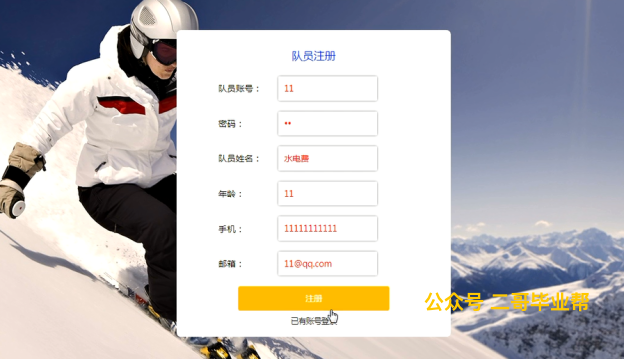 队员注册
队员账号： 11
密码： ••
队员姓名： 水电费
年龄： 11
手机： 11111111111
邮箱： 11@qq.com
注册
公众号 二哥毕业帮
已有账号登录